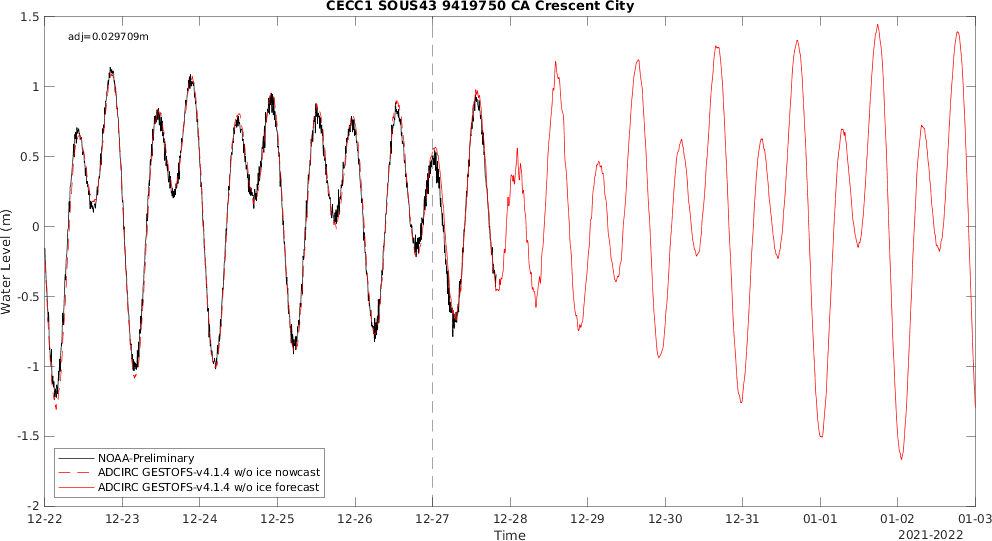 CECC1 SOUS43 9419750 CA Crescent City
adj=0.029709m
1.5
1
0.5
0
-0.5
-1
-1.5
-2
Water Level (m)
NOAA-Preliminary
ADCIRC GESTOFS-v4.1.4 w/o ice nowcast
ADCIRC GESTOFS-v4.1.4 w/o ice forecast
12-22 12-23 12-24 12-25 12-26 12-27 12-28 12-29 12-30 12-31 01-01 01-02 01-03
Time
2021-2022